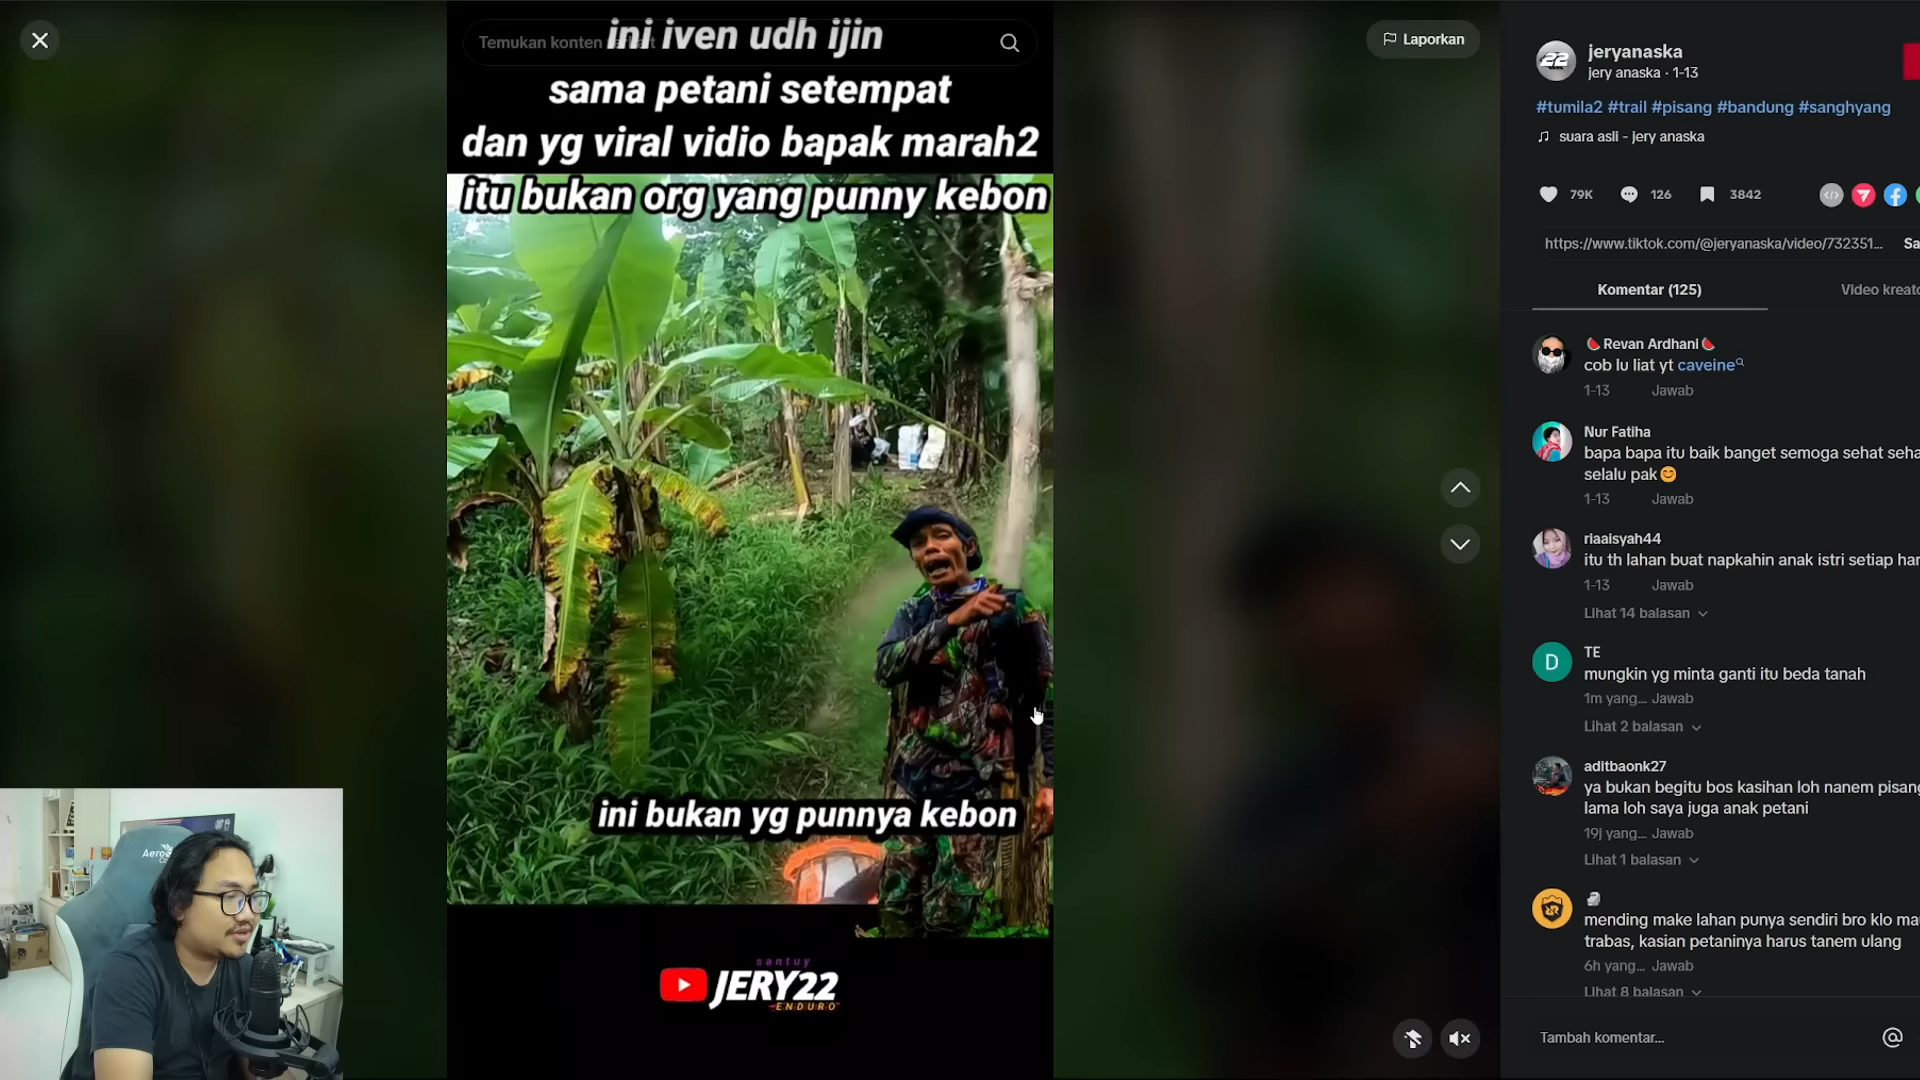 Temukan konten
ini iven udh ijin
sama petani setempat
dan yg viral vidio bapak marah2
itu bukan org yang punny kebon
ini bukan yg punnya kebon
santuy
JERY22
ENDURO
Laporkan
22
jeryanaska
jery anaska · 1-13
#tumila2 #trail #pisang #bandung #sanghyang
suara asli - jery anaska
79K
126
3842
https://www.tiktok.com/@jeryanaska/video/732351...
Sa
Komentar (125)
Video kreato
🍉Revan Ardhani🍉
cob lu liat yt caveine
1-13 Jawab
Nur Fatiha
bapa bapa itu baik banget semoga sehat seha
selalu pak😊
1-13 Jawab
riaaisyah44
itu th lahan buat napkahin anak istri setiap har
1-13 Jawab
Lihat 14 balasan
D
TE
mungkin yg minta ganti itu beda tanah
1m yang... Jawab
Lihat 2 balasan
aditbaonk27
ya bukan begitu bos kasihan loh nanem pisang
lama loh saya juga anak petani
19j yang... Jawab
Lihat 1 balasan
🗿
mending make lahan punya sendiri bro klo ma
trabas, kasian petaninya harus tanem ulang
6h yang... Jawab
Lihat 8 balasan
Tambah komentar...
@